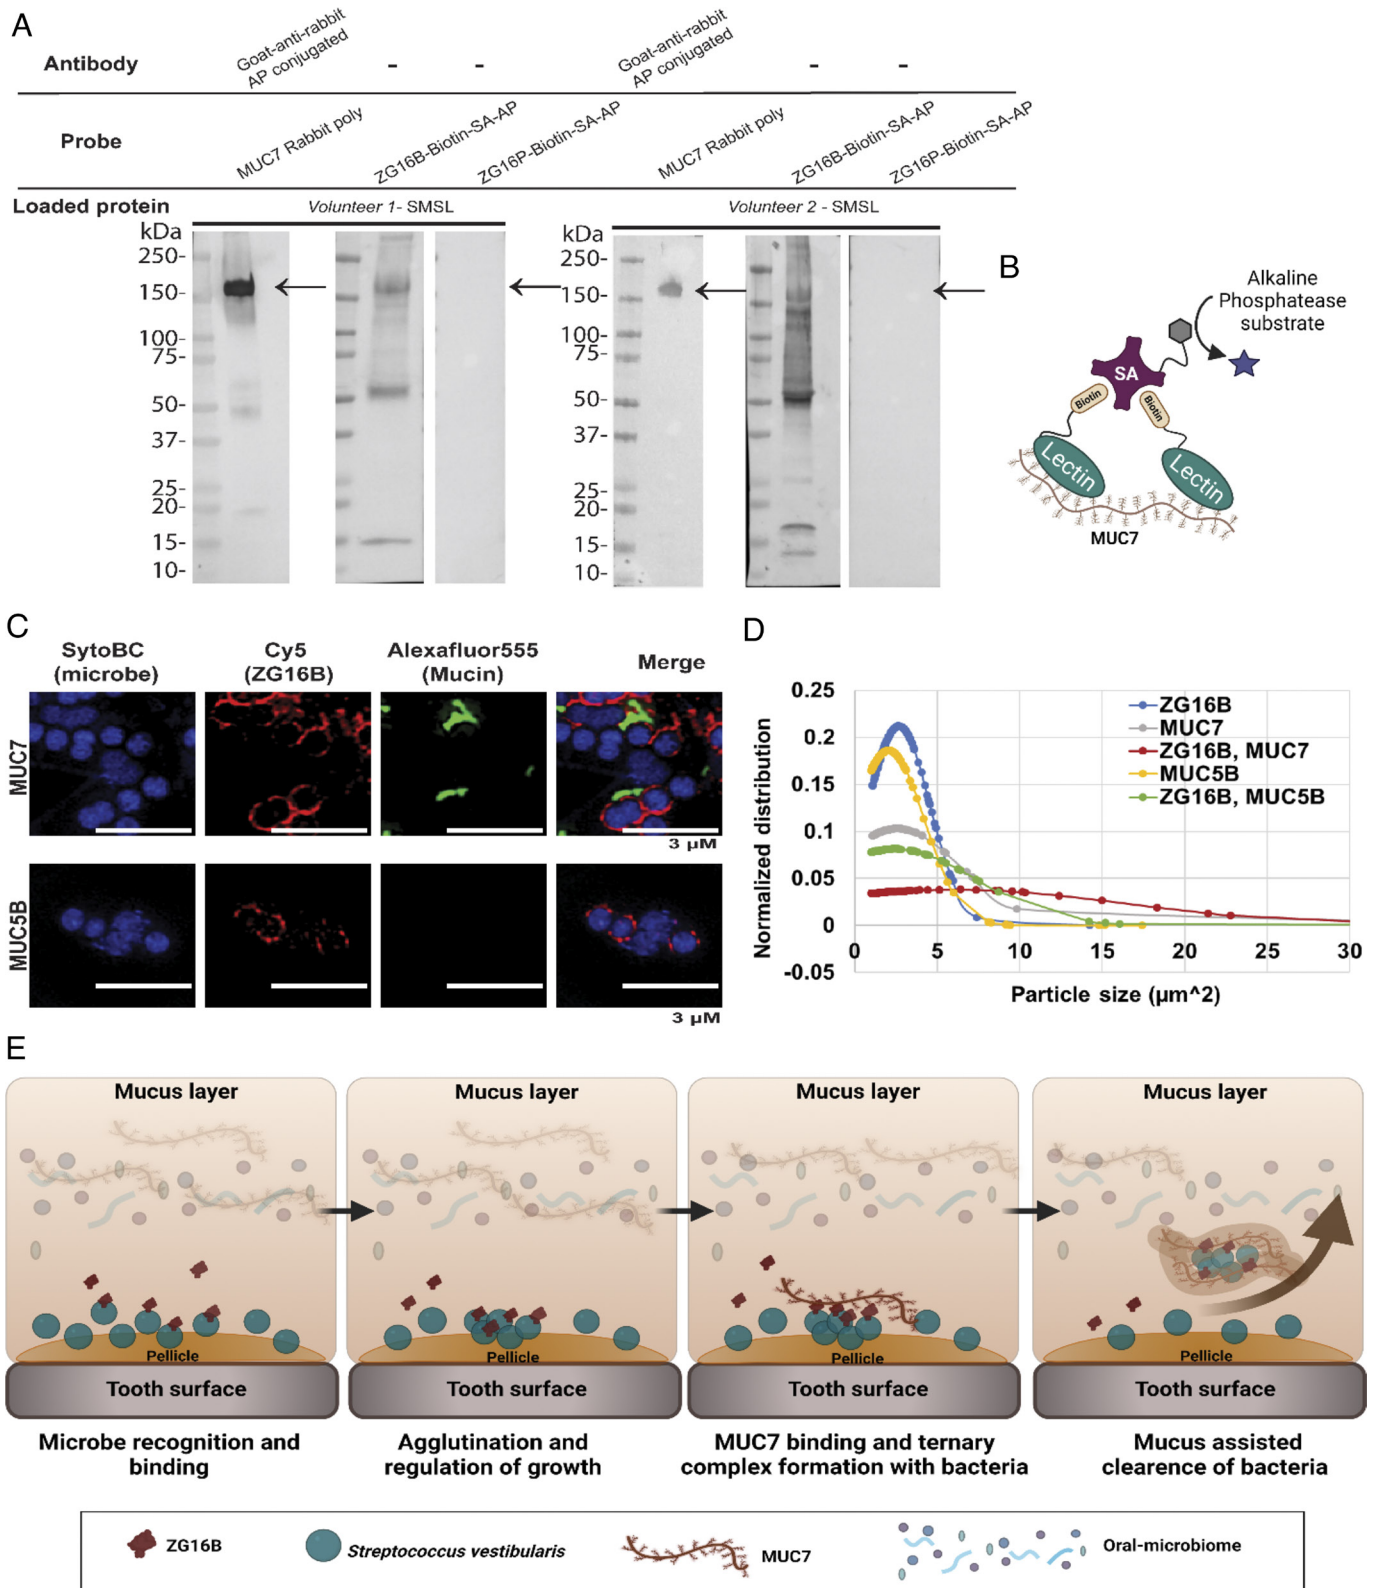 A
Antibody
Goat-anti-rabbit
AP conjugated
-
-
Goat-anti-rabbit
AP conjugated
-
-
Probe
MUC7 Rabbit poly
ZG16B-Biotin-SA-AP
ZG16P-Biotin-SA-AP
MUC7 Rabbit poly
ZG16B-Biotin-SA-AP
ZG16P-Biotin-SA-AP
Loaded protein
Volunteer 1- SMSL
Volunteer 2 - SMSL
kDa
250-
150-
100-
75-
50-
37-
25-
20-
15-
10-
kDa
250-
150-
100-
75-
50-
37-
25-
20-
15-
10-
B
Alkaline
Phosphatease
substrate
SA
Biotin
Biotin
Lectin
Lectin
MUC7
C
SytoBC
(microbe)
Cy5
(ZG16B)
Alexafluor555
(Mucin)
Merge
MUC7
3 μM
MUC5B
3 μM
D
Normalized distribution
0.25
0.2
0.15
0.1
0.05
0
-0.05
0 5 10 15 20 25 30
Particle size (μm^2)
ZG16B
MUC7
ZG16B, MUC7
MUC5B
ZG16B, MUC5B
E
Mucus layer
Pellicle
Tooth surface
Microbe recognition and
binding
Mucus layer
Pellicle
Tooth surface
Agglutination and
regulation of growth
Mucus layer
Pellicle
Tooth surface
MUC7 binding and ternary
complex formation with bacteria
Mucus layer
Pellicle
Tooth surface
Mucus assisted
clearence of bacteria
ZG16B
Streptococcus vestibularis
MUC7
Oral-microbiome